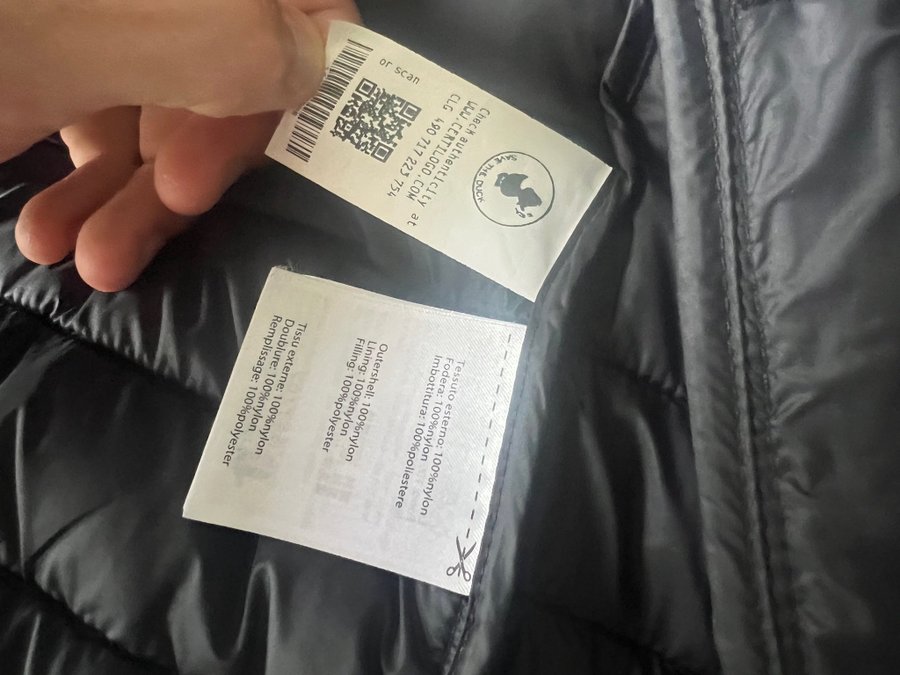 or scan
Check authenticity at
WWW.CERTILOGO.COM
CLG 490 717 223 754
SAVE THE DUCK
Tessuto esterno: 100%nylon
Fodera: 100%nylon
Imbottitura: 100%poliestere
Outershell: 100%nylon
Lining: 100%nylon
Filling: 100%polyester
Tissu externe: 100%nylon
Doublure: 100%nylon
Remplissage: 100%polyester